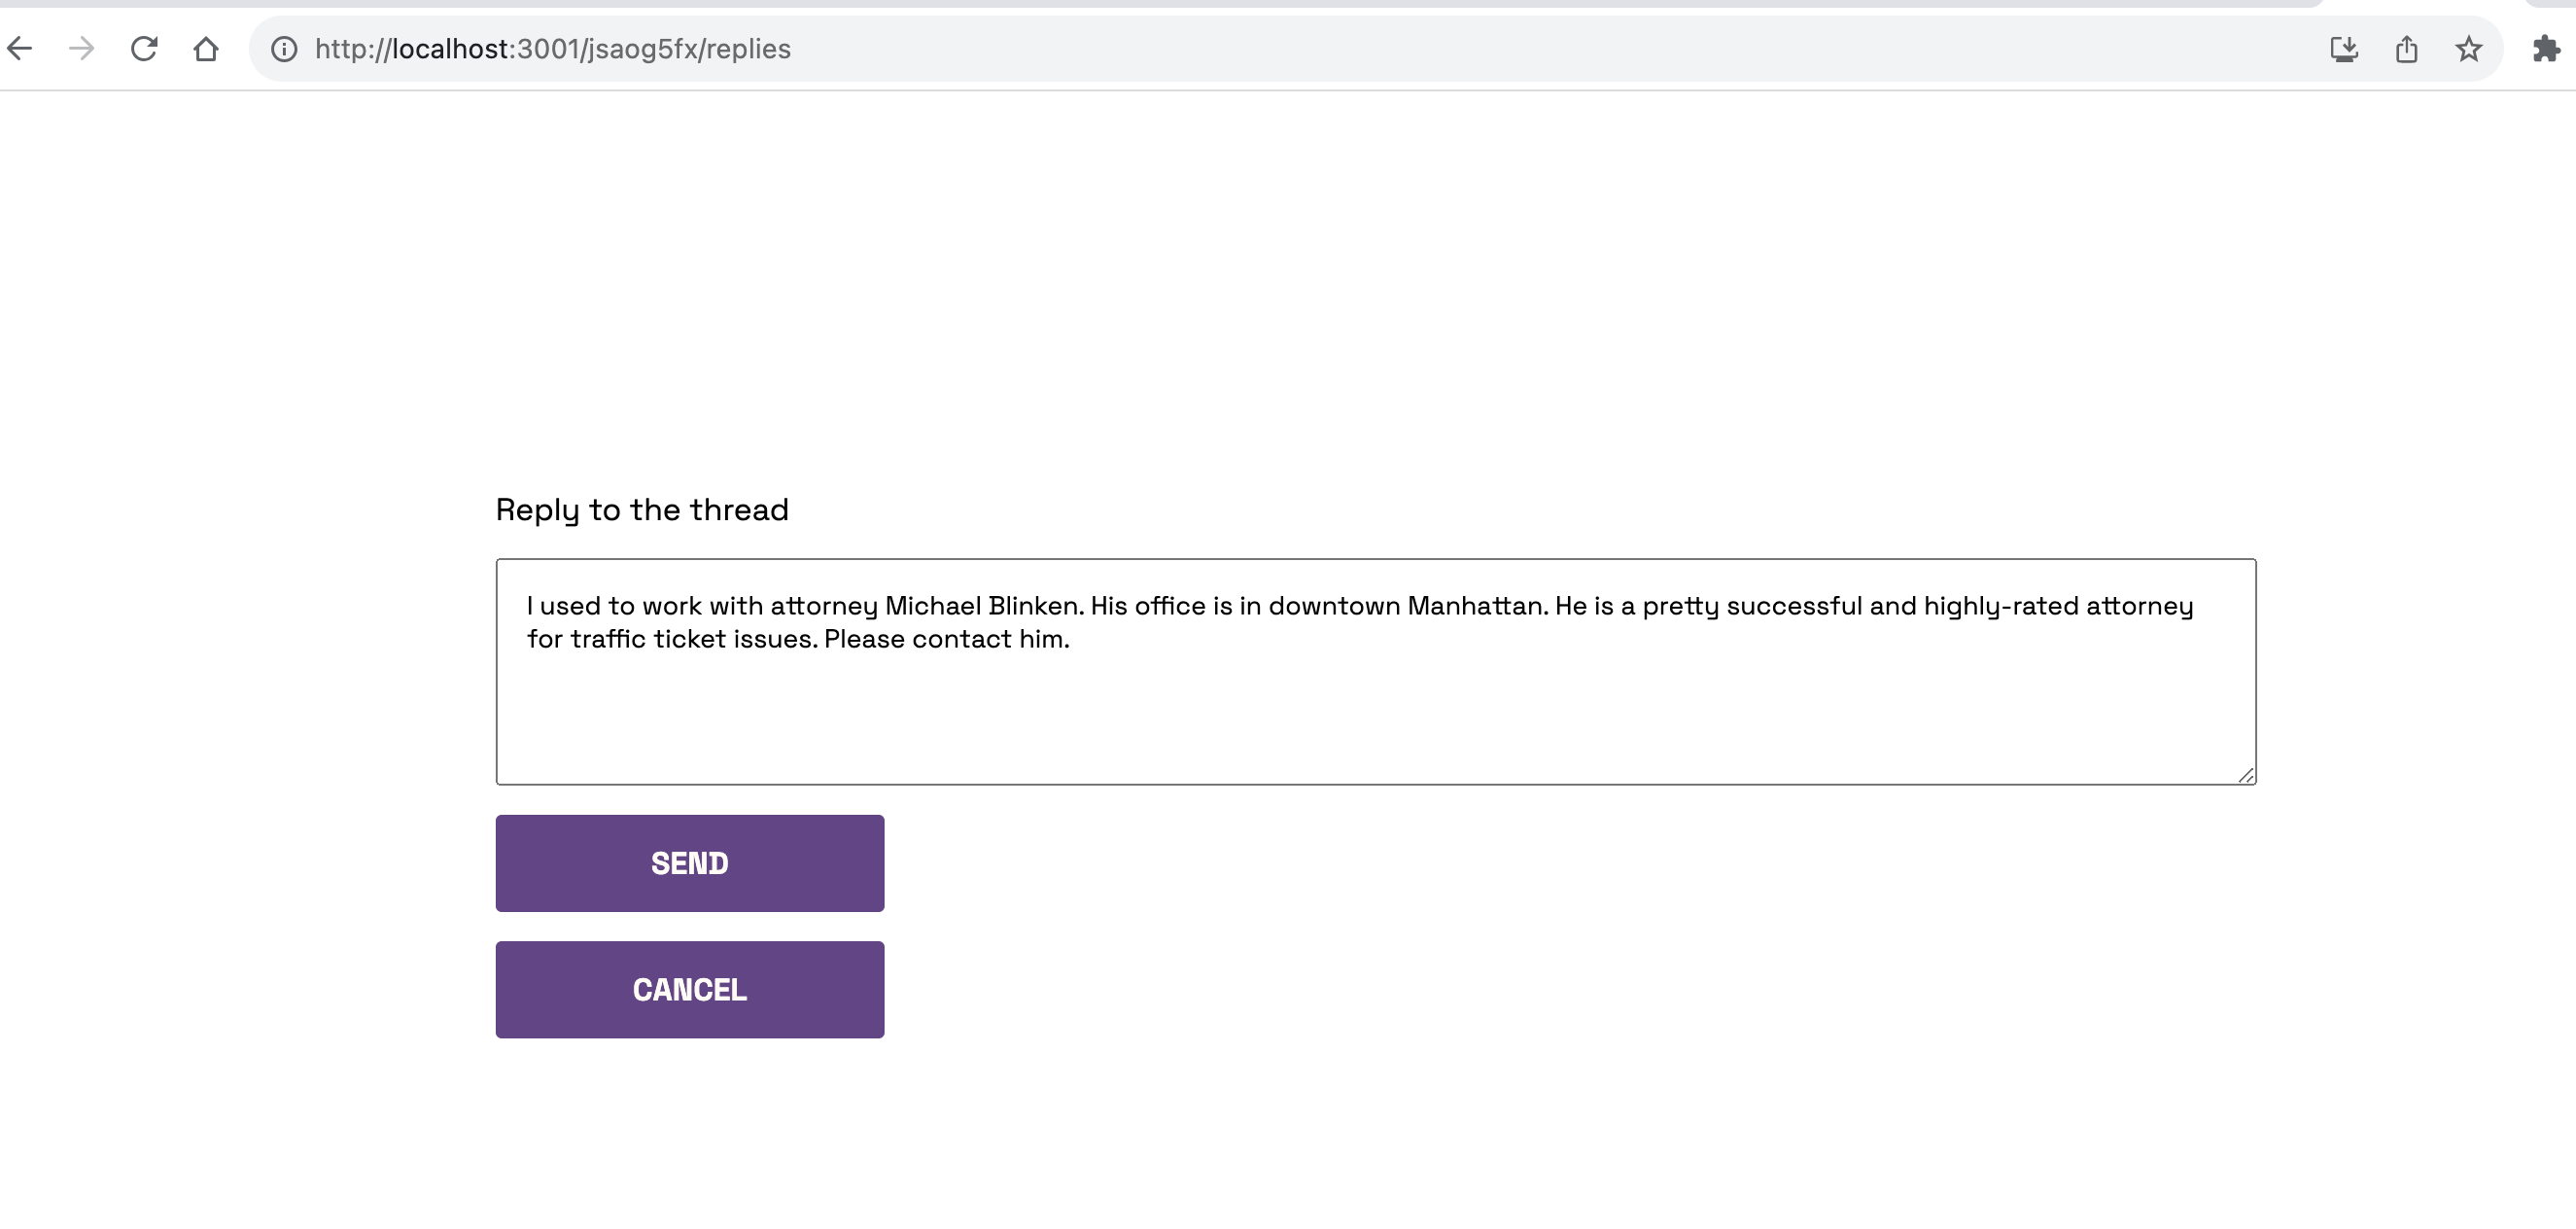 http://localhost:3001/jsaog5fx/replies
Reply to the thread
I used to work with attorney Michael Blinken. His office is in downtown Manhattan. He is a pretty successful and highly-rated attorney
for traffic ticket issues. Please contact him.
SEND
CANCEL